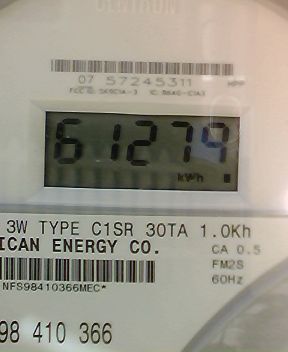 CENTRON
07 57245311
61279
kWh
3W TYPE C1SR 30TA 1.0Kh
ICAN ENERGY CO. CA 0.5
FM2S
NFS98410366MEC* 60Hz
98 410 366